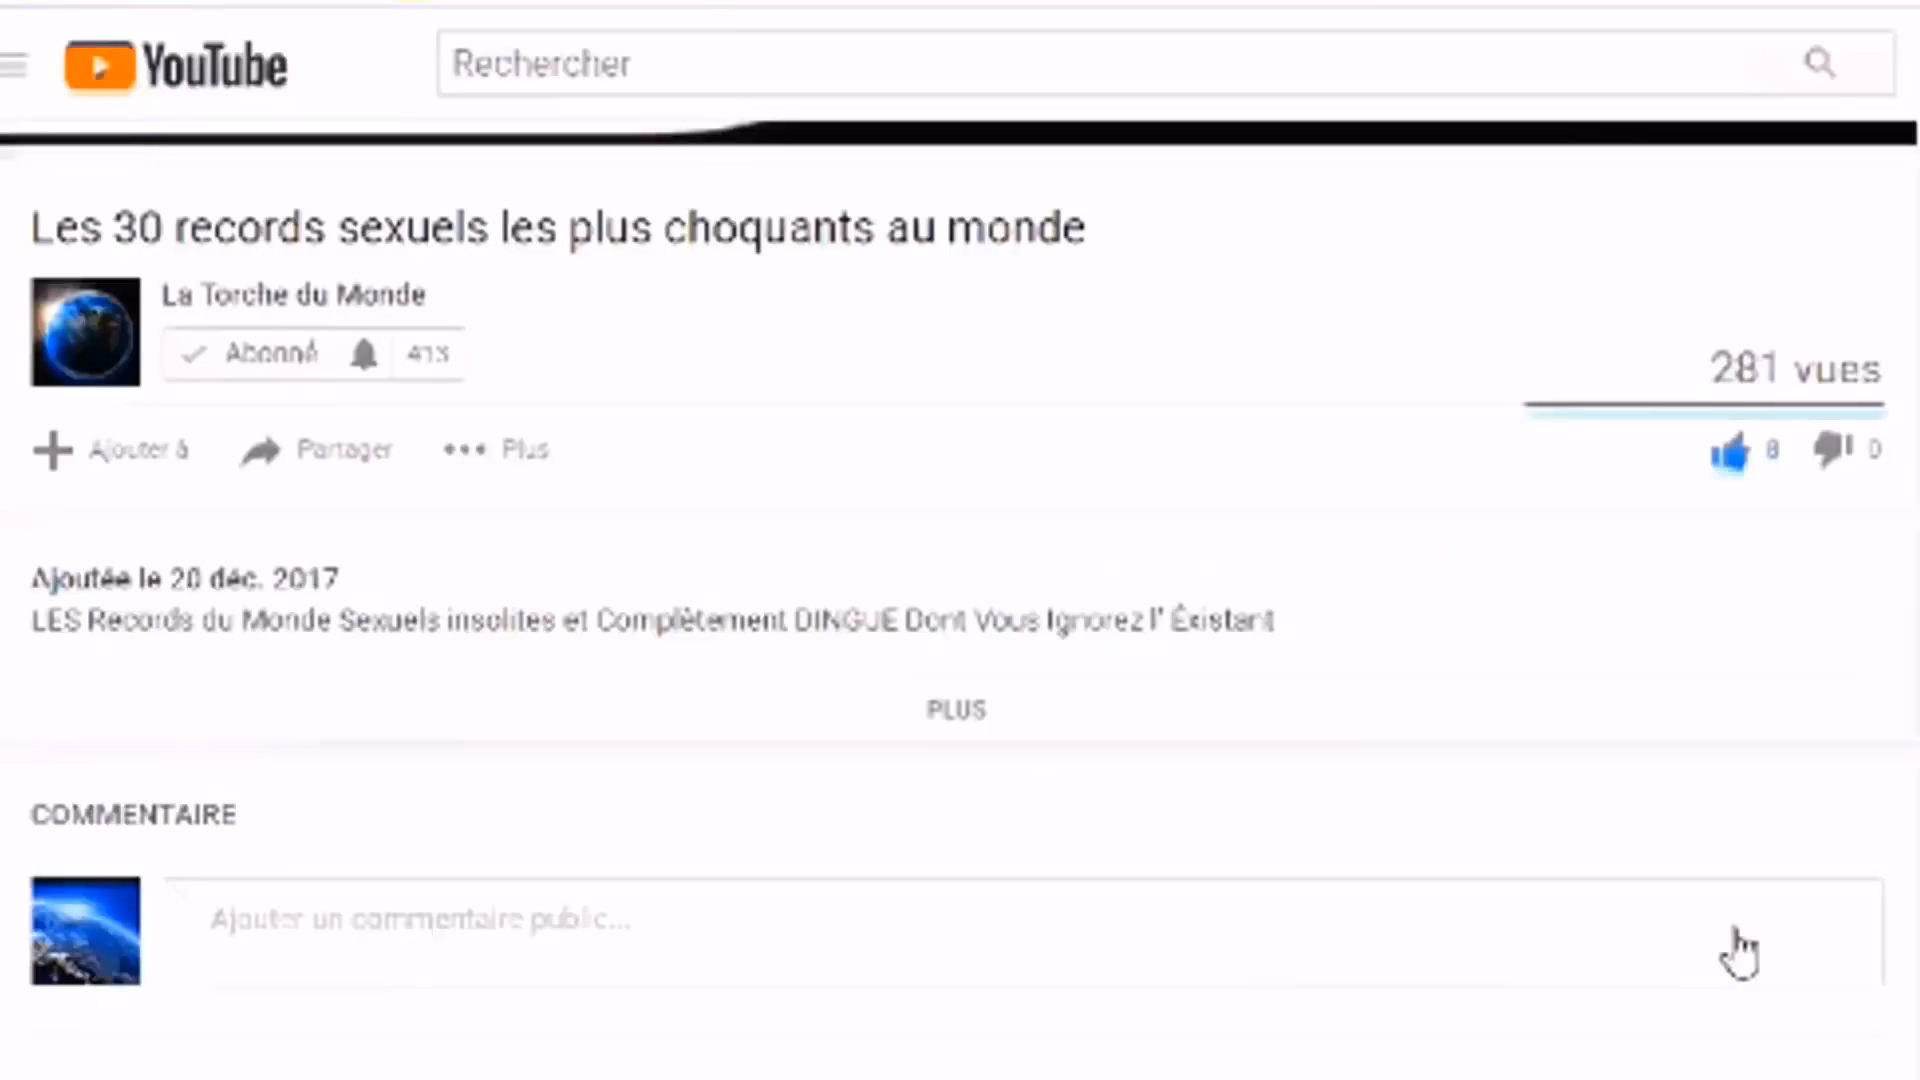 YouTube
Rechercher
Les 30 records sexuels les plus choquants au monde
La Torche du Monde
Abonné 413
281 vues
Ajouter à Partager Plus 8 0
Ajoutée le 20 déc. 2017
LES Records du Monde Sexuels insolites et Complètement DINGUE Dont Vous Ignorez l' Éxistant
PLUS
COMMENTAIRE
Ajouter un commentaire public...